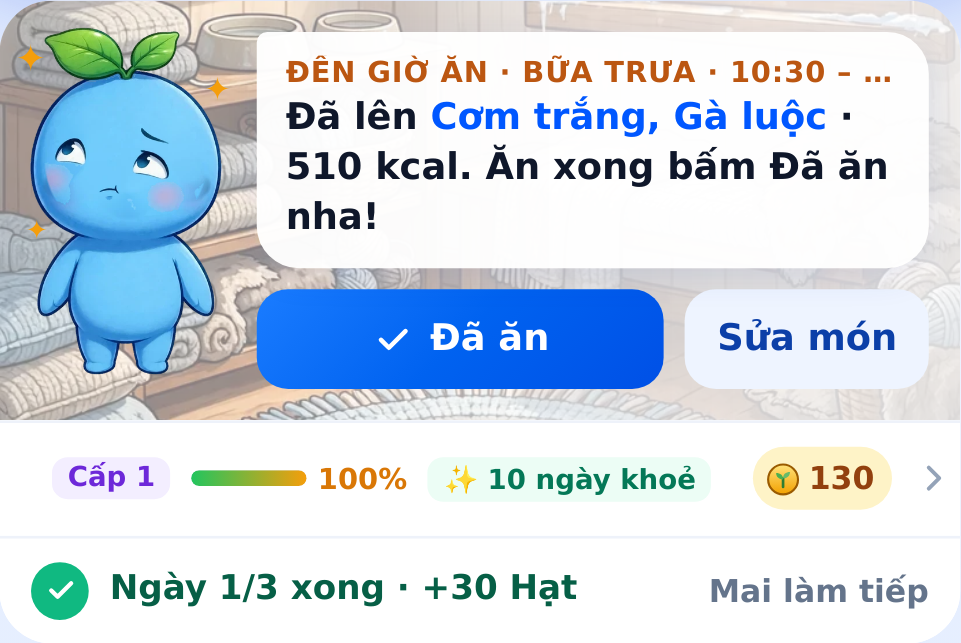 ĐẾN GIỜ ĂN · BỮA TRƯA · 10:30 – …
Đã lên Cơm trắng, Gà luộc ·
510 kcal. Ăn xong bấm Đã ăn
nha!
Đã ăn
Sửa món
Cấp 1
100%
✨ 10 ngày khoẻ
130
Ngày 1/3 xong · +30 Hạt
Mai làm tiếp